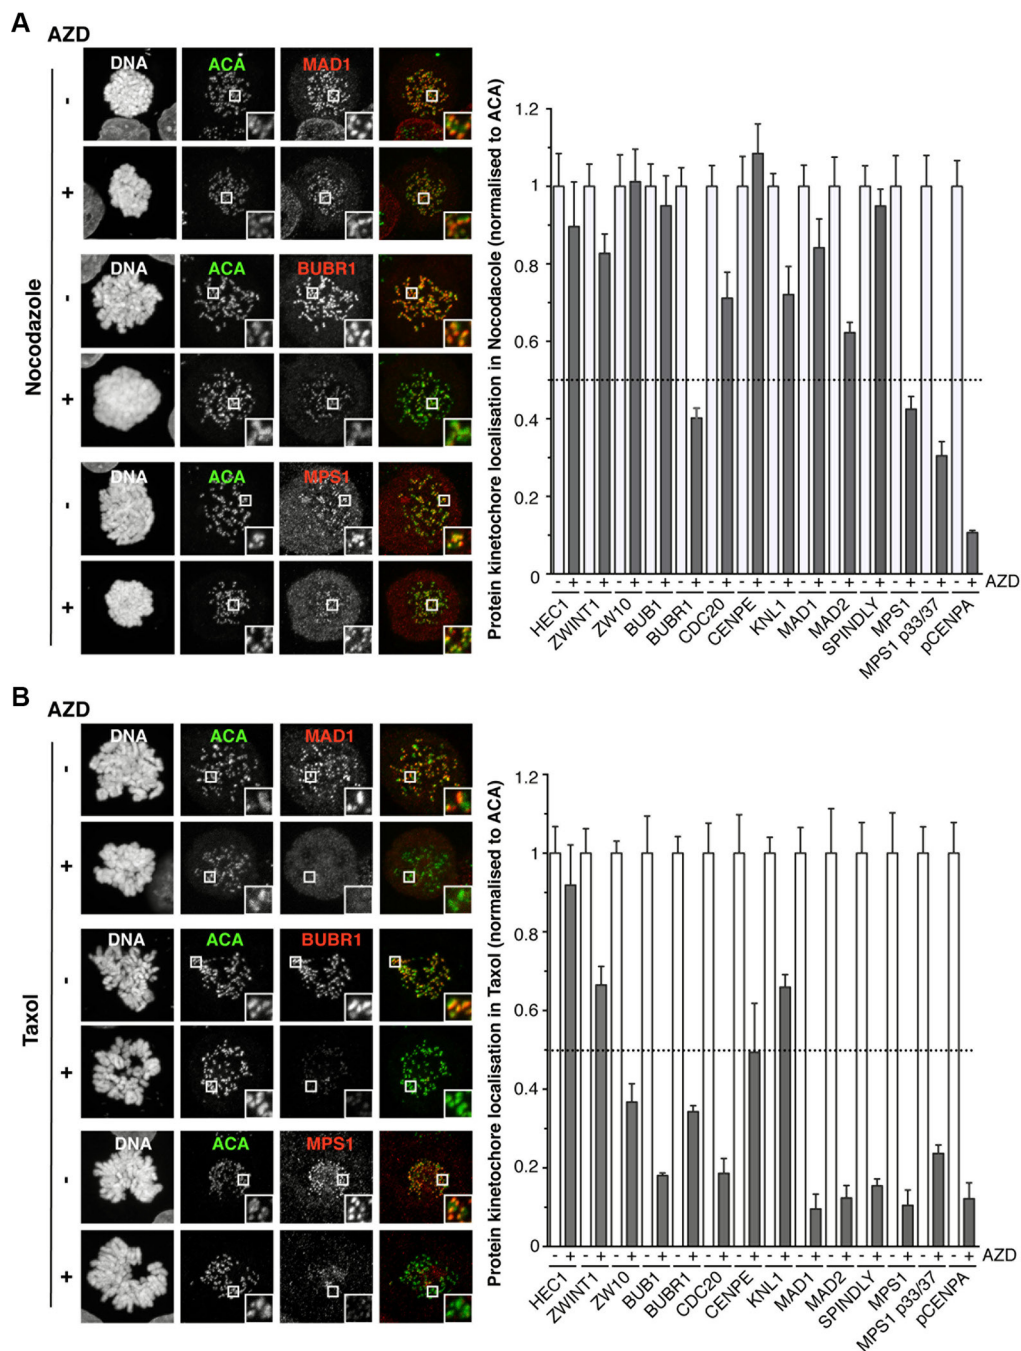 A
AZD
Nocodazole
-
DNA
ACA
MAD1
+
-
DNA
ACA
BUBR1
+
-
DNA
ACA
MPS1
+
Protein kinetochore localisation in Nocodacole (normalised to ACA)
1.2
1
0.8
0.6
0.4
0.2
0
- + - + - + - + - + - + - + - + - + - + - + - + - + - + AZD
HEC1
ZWINT1
ZW10
BUB1
BUBR1
CDC20
CENPE
KNL1
MAD1
MAD2
SPINDLY
MPS1
MPS1 p33/37
pCENPA
B
AZD
Taxol
-
DNA
ACA
MAD1
+
-
DNA
ACA
BUBR1
+
-
DNA
ACA
MPS1
+
Protein kinetochore localisation in Taxol (normalised to ACA)
1.2
1
0.8
0.6
0.4
0.2
0
- + - + - + - + - + - + - + - + - + - + - + - + - + - + AZD
HEC1
ZWINT1
ZW10
BUB1
BUBR1
CDC20
CENPE
KNL1
MAD1
MAD2
SPINDLY
MPS1
MPS1 p33/37
pCENPA